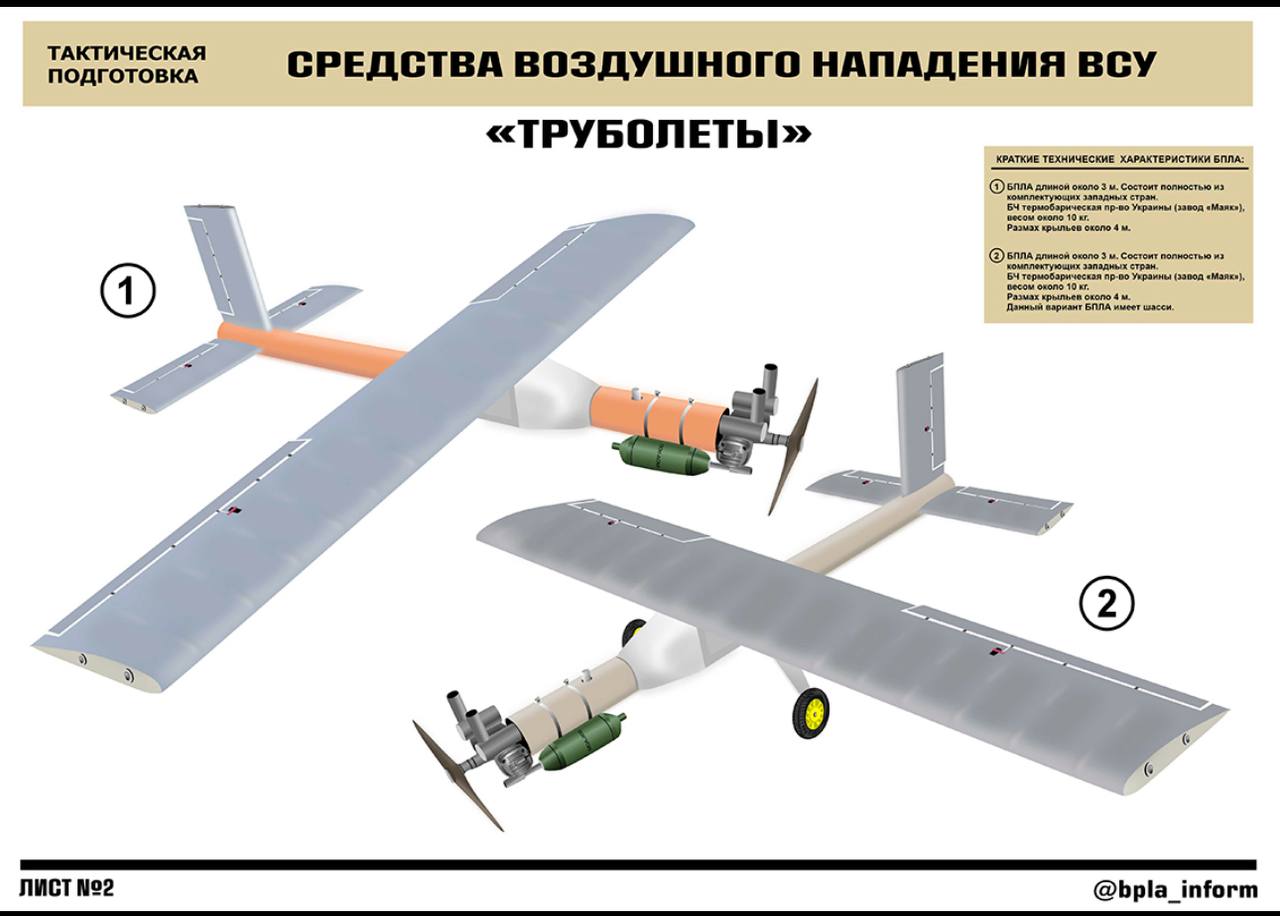 ТАКТИЧЕСКАЯ
ПОДГОТОВКА
СРЕДСТВА ВОЗДУШНОГО НАПАДЕНИЯ ВСУ
«ТРУБОЛЕТЫ»
КРАТКИЕ ТЕХНИЧЕСКИЕ ХАРАКТЕРИСТИКИ БПЛА:
1 БПЛА длиной около 3 м. Состоит полностью из
комплектующих западных стран.
БЧ термобарическая пр-во Украины (завод «Маяк»),
весом около 10 кг.
Размах крыльев около 4 м.
2 БПЛА длиной около 3 м. Состоит полностью из
комплектующих западных стран.
БЧ термобарическая пр-во Украины (завод «Маяк»),
весом около 10 кг.
Размах крыльев около 4 м.
Данный вариант БПЛА имеет шасси.
1
2
ЛИСТ №2
@bpla_inform